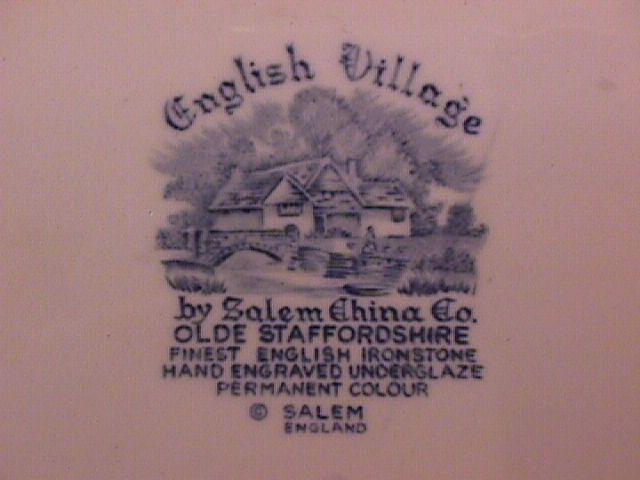 English Village
by Salem China Co.
OLDE STAFFORDSHIRE
FINEST ENGLISH IRONSTONE
HAND ENGRAVED UNDERGLAZE
PERMANENT COLOUR
© SALEM
ENGLAND